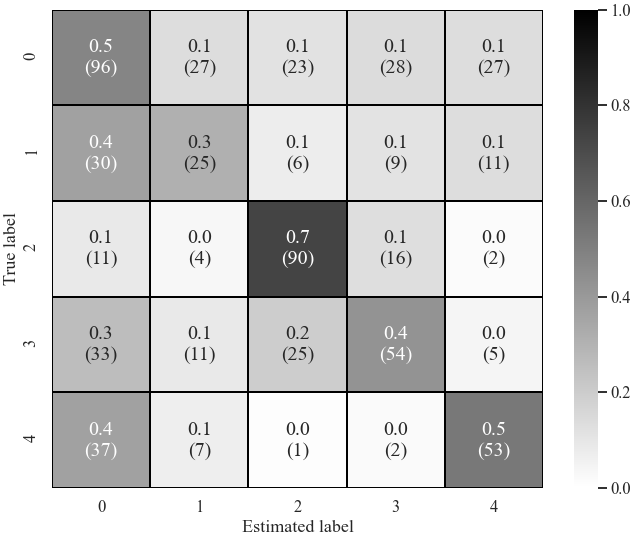 0.5 0.1 0.1 0.1 0.1
0 (96) (27) (23) (28) (27)
0.4 0.3 0.1 0.1 0.1
1 (30) (25) (6) (9) (11)
0.1 0.0 0.7 0.1 0.0
2 (11) (4) (90) (16) (2)
0.3 0.1 0.2 0.4 0.0
3 (33) (11) (25) (54) (5)
0.4 0.1 0.0 0.0 0.5
4 (37) (7) (1) (2) (53)
0 1 2 3 4
Estimated label
True label
1.0
0.8
0.6
0.4
0.2
0.0